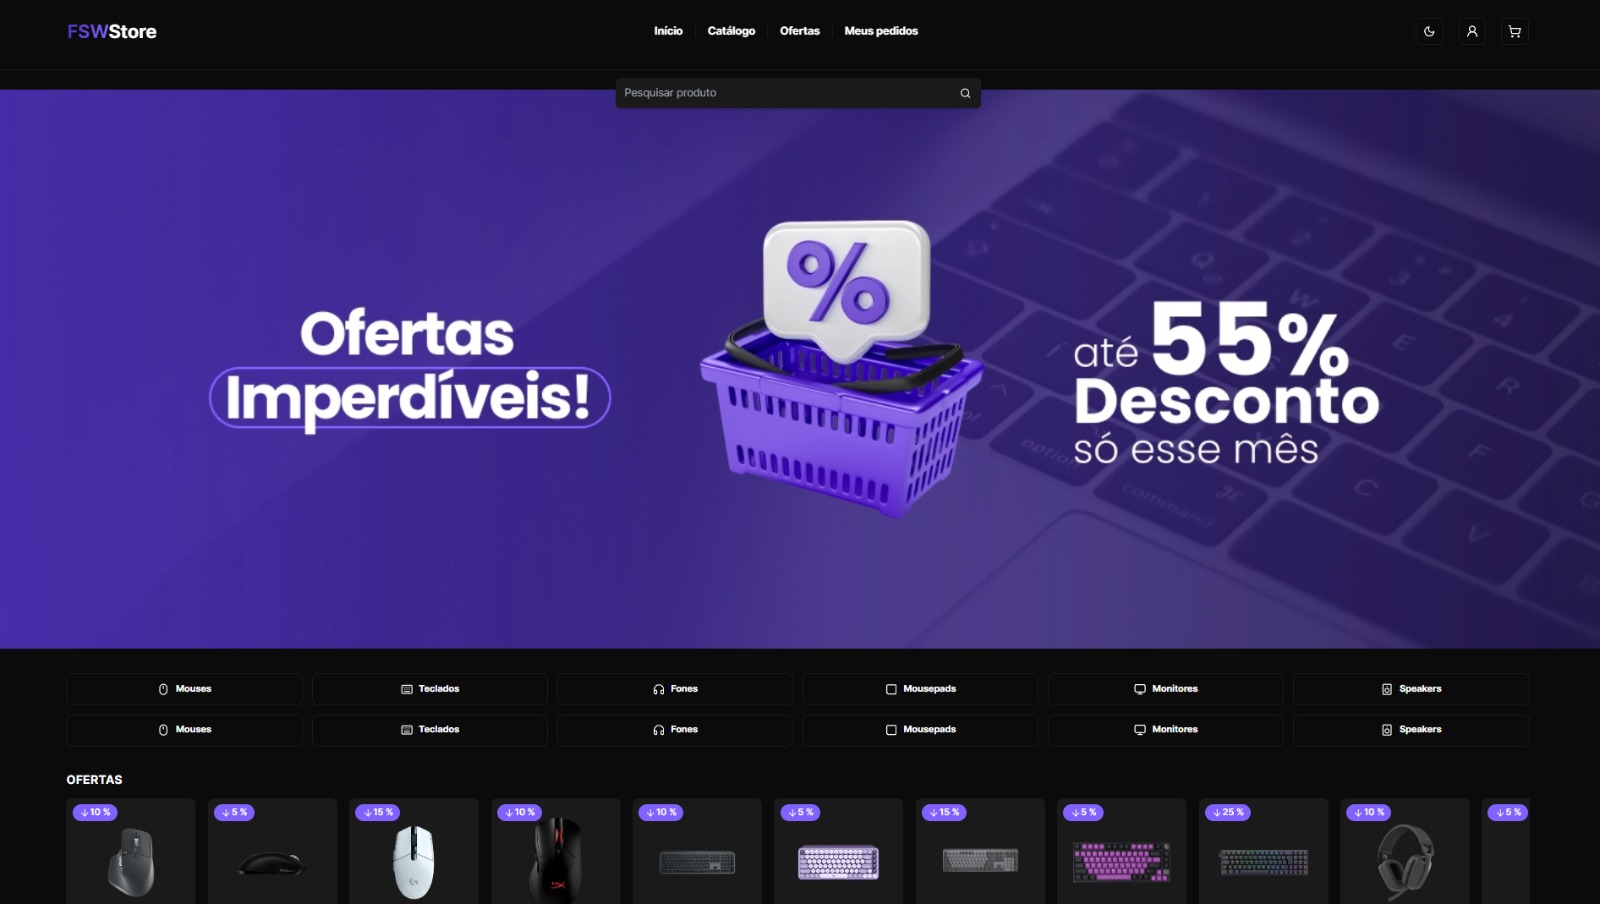 FSWStore
Início
Catálogo
Ofertas
Meus pedidos
Pesquisar produto
%
Ofertas
Imperdíveis!
até 55%
Desconto
só esse mês
Mouses
Teclados
Fones
Mousepads
Monitores
Speakers
Mouses
Teclados
Fones
Mousepads
Monitores
Speakers
OFERTAS
↓10 %
↓5 %
↓15 %
↓10 %
↓10 %
↓5 %
↓15 %
↓5 %
↓25 %
↓10 %
↓5 %